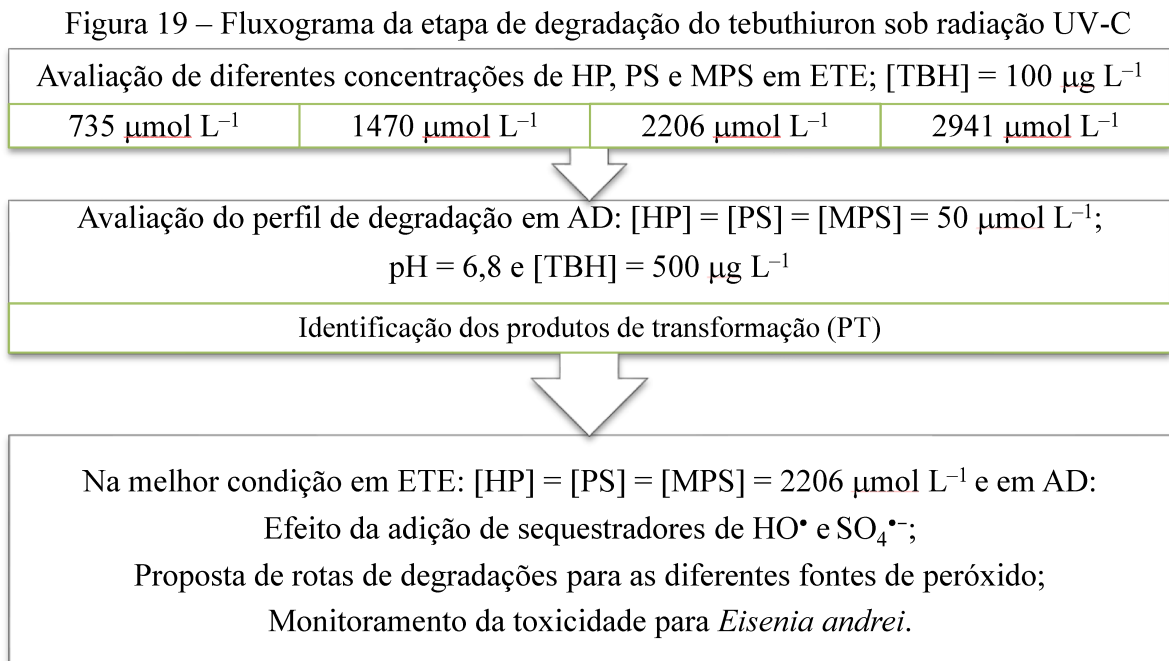 Figura 19 – Fluxograma da etapa de degradação do tebuthiuron sob radiação UV-C
Avaliação de diferentes concentrações de HP, PS e MPS em ETE; [TBH] = 100 μg L⁻¹
735 μmol L⁻¹ 1470 μmol L⁻¹ 2206 μmol L⁻¹ 2941 μmol L⁻¹
Avaliação do perfil de degradação em AD: [HP] = [PS] = [MPS] = 50 μmol L⁻¹;
pH = 6,8 e [TBH] = 500 μg L⁻¹
Identificação dos produtos de transformação (PT)
Na melhor condição em ETE: [HP] = [PS] = [MPS] = 2206 μmol L⁻¹ e em AD:
Efeito da adição de sequestradores de HO• e SO₄•⁻;
Proposta de rotas de degradações para as diferentes fontes de peróxido;
Monitoramento da toxicidade para Eisenia andrei.